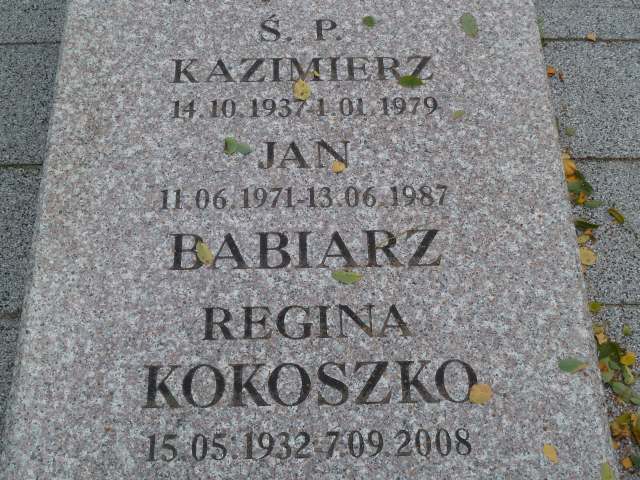 Ś. P.
KAZIMIERZ
14.10.1937-1.01.1979
JAN
11.06.1971-13.06.1987
BABIARZ
REGINA
KOKOSZKO
15.05.1932-7.09.2008